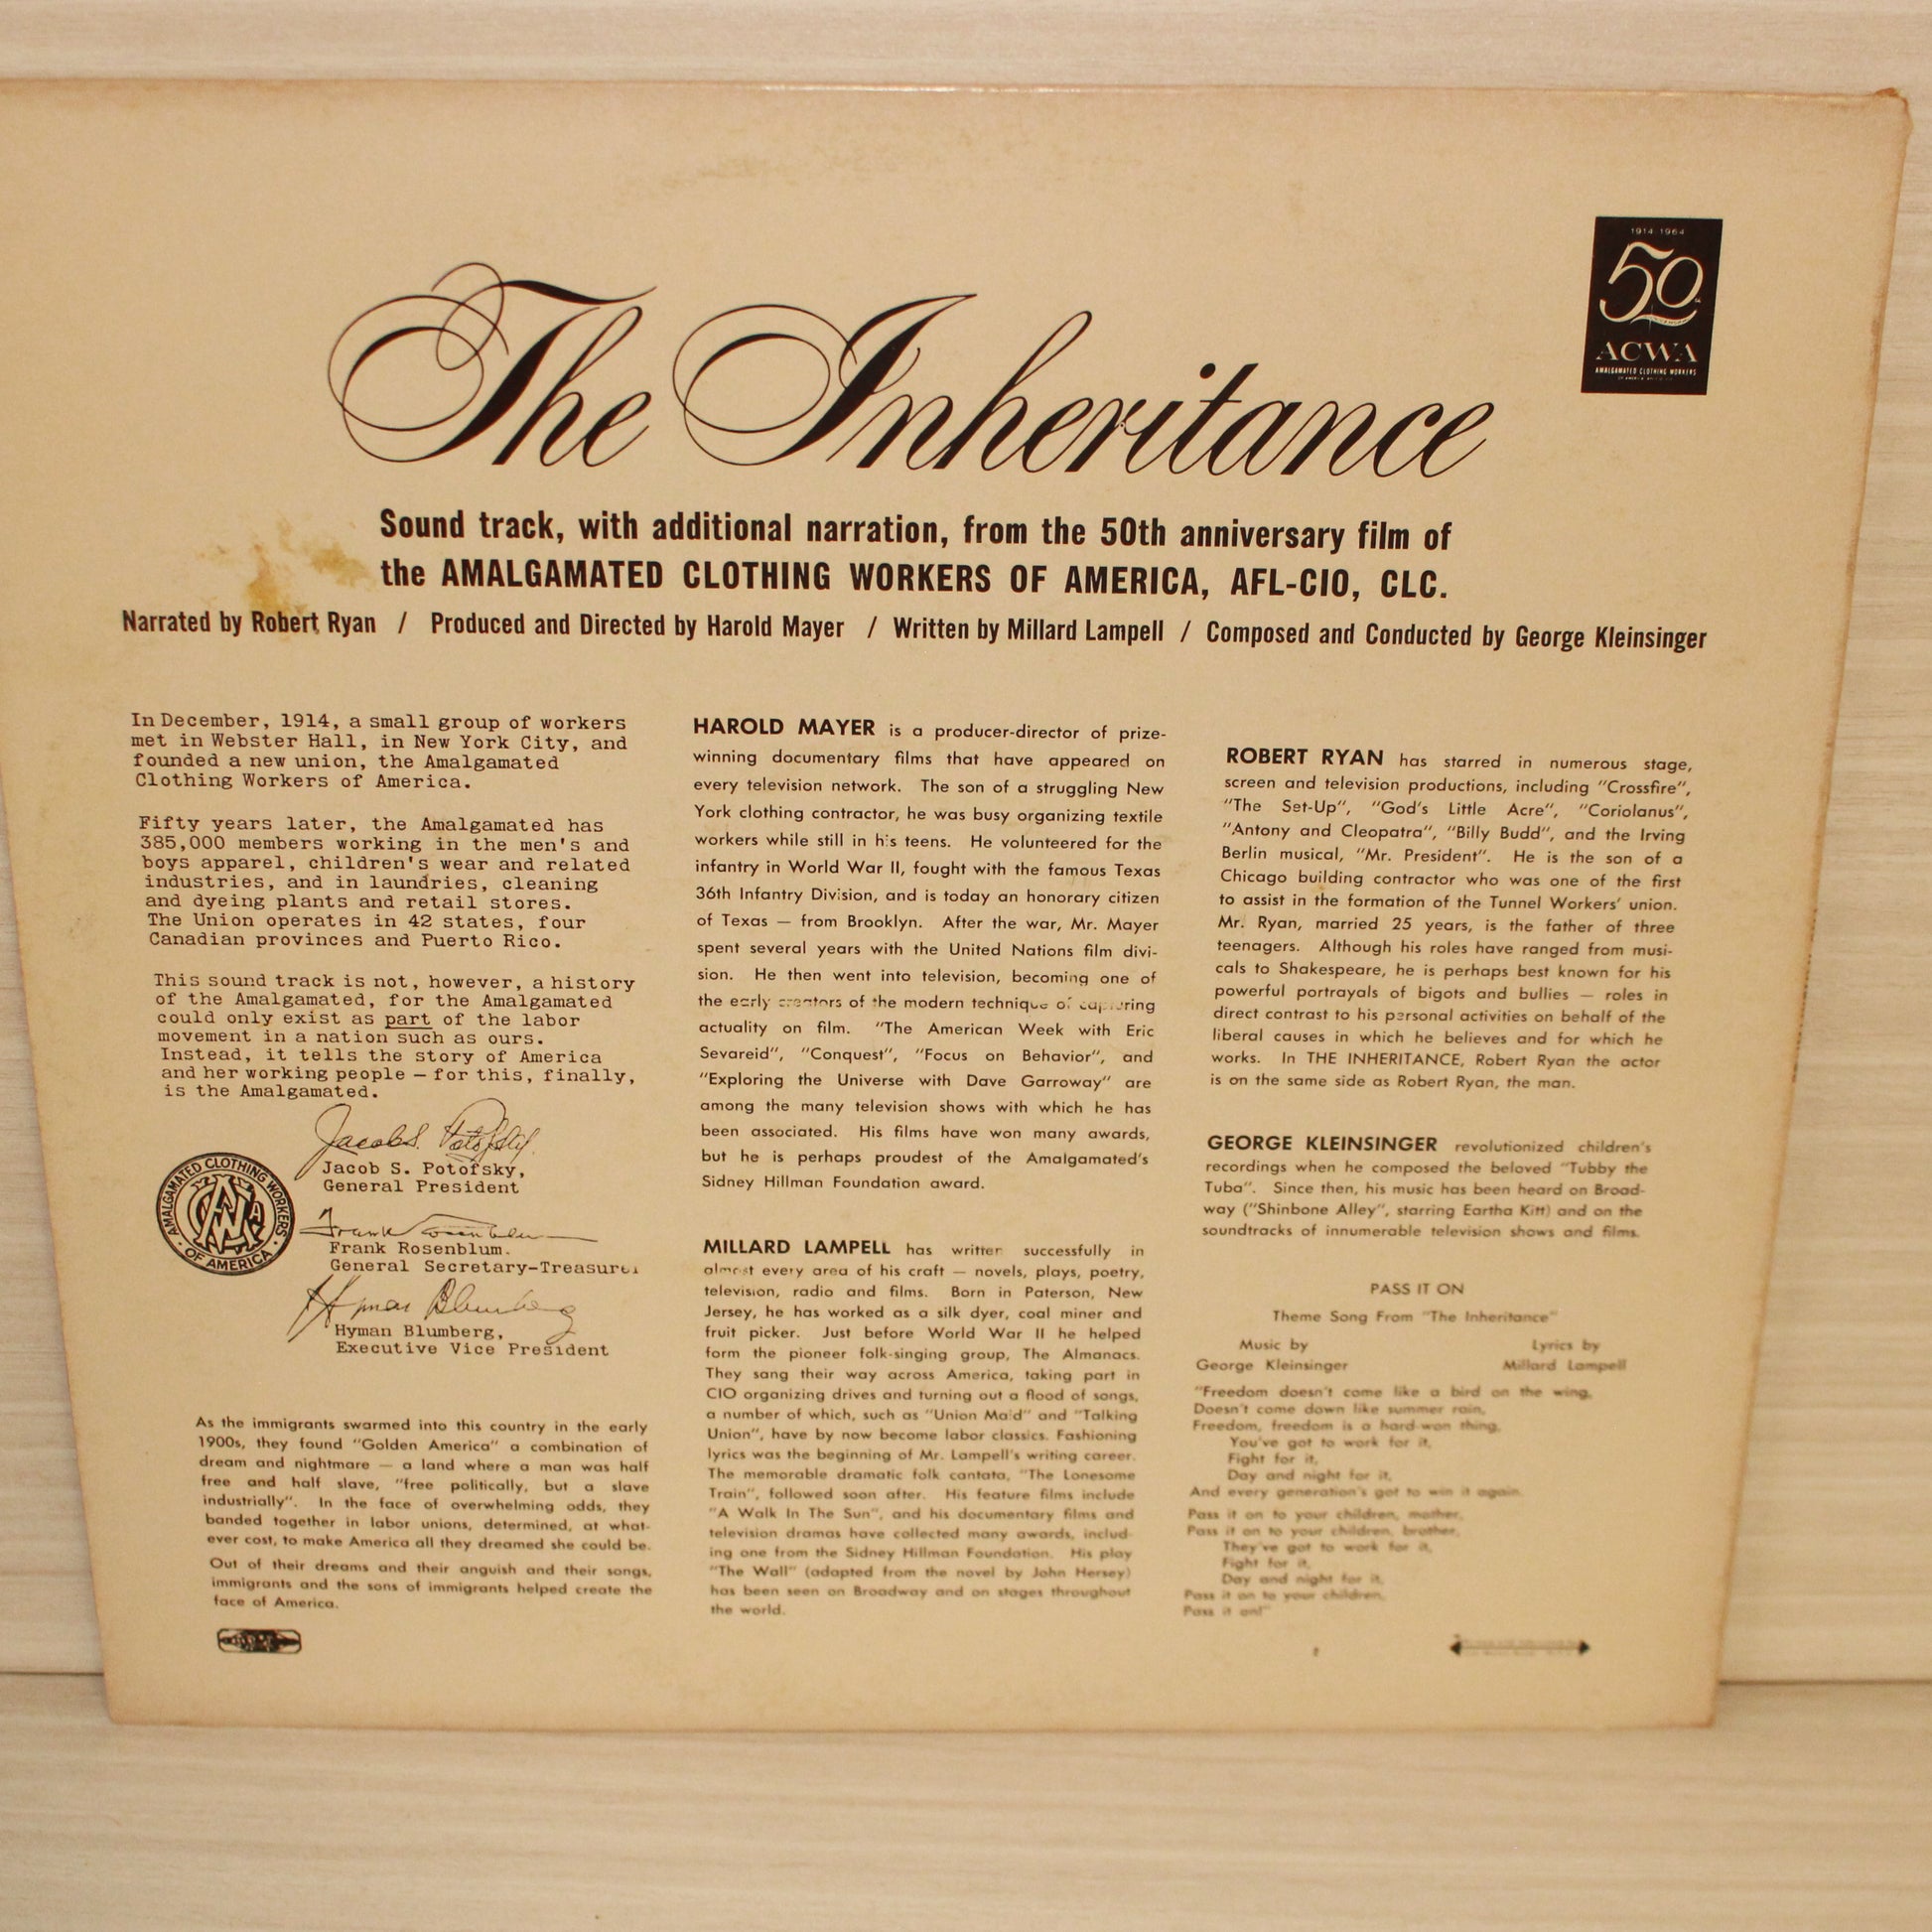 1914 1964
50
ACWA
AMALGAMATED CLOTHING WORKERS
The Inheritance
Sound track, with additional narration, from the 50th anniversary film of
the AMALGAMATED CLOTHING WORKERS OF AMERICA, AFL-CIO, CLC.
Narrated by Robert Ryan / Produced and Directed by Harold Mayer / Written by Millard Lampell / Composed and Conducted by George Kleinsinger
In December, 1914, a small group of workers
met in Webster Hall, in New York City, and
founded a new union, the Amalgamated
Clothing Workers of America.
Fifty years later, the Amalgamated has
385,000 members working in the men's and
boys apparel, children's wear and related
industries, and in laundries, cleaning
and dyeing plants and retail stores.
The Union operates in 42 states, four
Canadian provinces and Puerto Rico.
This sound track is not, however, a history
of the Amalgamated, for the Amalgamated
could only exist as part of the labor
movement in a nation such as ours.
Instead, it tells the story of America
and her working people — for this, finally,
is the Amalgamated.
Jacob S. Potofsky
Jacob S. Potofsky,
General President
AMALGAMATED CLOTHING WORKERS OF AMERICA
Frank Rosenblum
Frank Rosenblum.
General Secretary-Treasurer
Hyman Blumberg
Hyman Blumberg,
Executive Vice President
As the immigrants swarmed into this country in the early
1900s, they found "Golden America" a combination of
dream and nightmare — a land where a man was half
free and half slave, "free politically, but a slave
industrially". In the face of overwhelming odds, they
banded together in labor unions, determined, at what-
ever cost, to make America all they dreamed she could be.
Out of their dreams and their anguish and their songs,
immigrants and the sons of immigrants helped create the
face of America.
HAROLD MAYER is a producer-director of prize-
winning documentary films that have appeared on
every television network. The son of a struggling New
York clothing contractor, he was busy organizing textile
workers while still in his teens. He volunteered for the
infantry in World War II, fought with the famous Texas
36th Infantry Division, and is today an honorary citizen
of Texas — from Brooklyn. After the war, Mr. Mayer
spent several years with the United Nations film divi-
sion. He then went into television, becoming one of
the early creators of the modern technique of capturing
actuality on film. "The American Week with Eric
Sevareid", "Conquest", "Focus on Behavior", and
"Exploring the Universe with Dave Garroway" are
among the many television shows with which he has
been associated. His films have won many awards,
but he is perhaps proudest of the Amalgamated's
Sidney Hillman Foundation award.
MILLARD LAMPELL has written successfully in
almost every area of his craft — novels, plays, poetry,
television, radio and films. Born in Paterson, New
Jersey, he has worked as a silk dyer, coal miner and
fruit picker. Just before World War II he helped
form the pioneer folk-singing group, The Almanacs.
They sang their way across America, taking part in
CIO organizing drives and turning out a flood of songs,
a number of which, such as "Union Maid" and "Talking
Union", have by now become labor classics. Fashioning
lyrics was the beginning of Mr. Lampell's writing career.
The memorable dramatic folk cantata, "The Lonesome
Train", followed soon after. His feature films include
"A Walk In The Sun", and his documentary films and
television dramas have collected many awards, includ-
ing one from the Sidney Hillman Foundation. His play
"The Wall" (adapted from the novel by John Hersey)
has been seen on Broadway and on stages throughout
the world.
ROBERT RYAN has starred in numerous stage,
screen and television productions, including "Crossfire",
"The Set-Up", "God's Little Acre", "Coriolanus",
"Antony and Cleopatra", "Billy Budd", and the Irving
Berlin musical, "Mr. President". He is the son of a
Chicago building contractor who was one of the first
to assist in the formation of the Tunnel Workers' union.
Mr. Ryan, married 25 years, is the father of three
teenagers. Although his roles have ranged from musi-
cals to Shakespeare, he is perhaps best known for his
powerful portrayals of bigots and bullies — roles in
direct contrast to his personal activities on behalf of the
liberal causes in which he believes and for which he
works. In THE INHERITANCE, Robert Ryan the actor
is on the same side as Robert Ryan, the man.
GEORGE KLEINSINGER revolutionized children's
recordings when he composed the beloved "Tubby the
Tuba". Since then, his music has been heard on Broad-
way ("Shinbone Alley", starring Eartha Kitt) and on the
soundtracks of innumerable television shows and films.
PASS IT ON
Theme Song From "The Inheritance"
Music by Lyrics by
George Kleinsinger Millard Lampell
"Freedom doesn't come like a bird on the wing,
Doesn't come down like summer rain,
Freedom, freedom is a hard won thing,
You've got to work for it,
Fight for it,
Day and night for it,
And every generation's got to win it again.
Pass it on to your children, mother,
Pass it on to your children, brother,
They've got to work for it,
Fight for it,
Day and night for it,
Pass it on to your children,
Pass it on!"